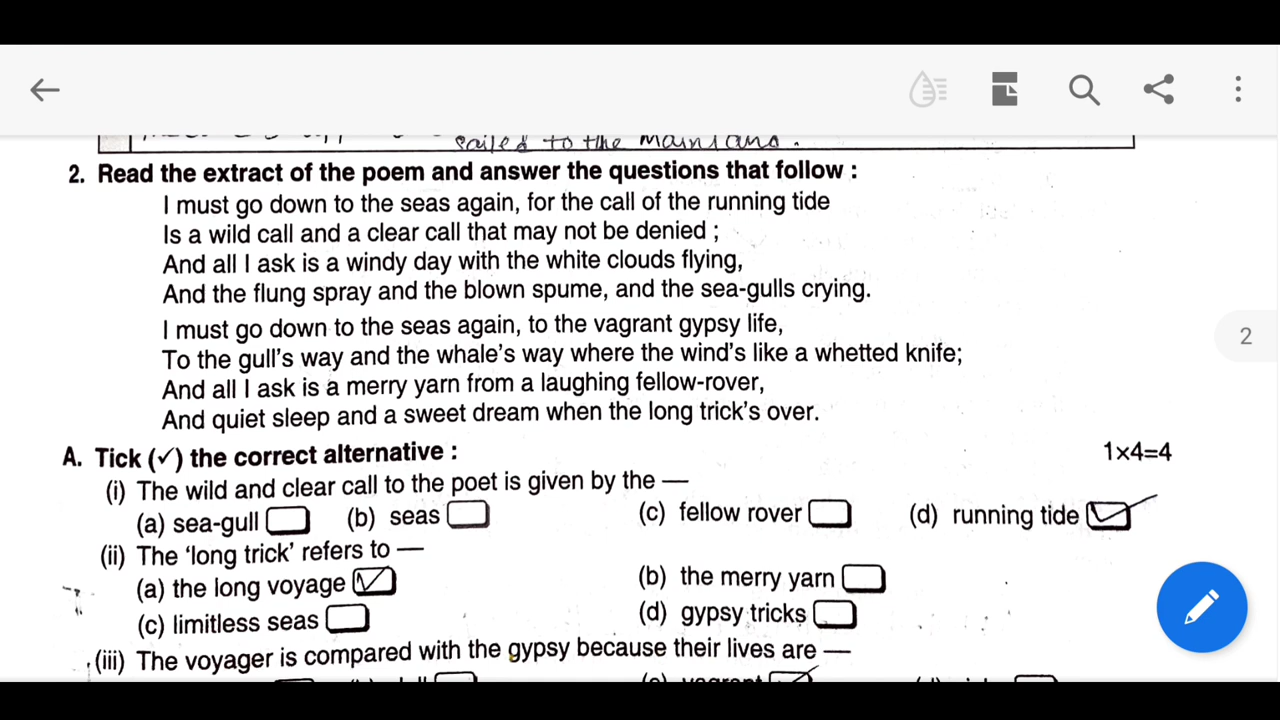 sailed to the mainland.
2. Read the extract of the poem and answer the questions that follow :
I must go down to the seas again, for the call of the running tide
Is a wild call and a clear call that may not be denied ;
And all I ask is a windy day with the white clouds flying,
And the flung spray and the blown spume, and the sea-gulls crying.
I must go down to the seas again, to the vagrant gypsy life,
To the gull's way and the whale's way where the wind's like a whetted knife;
And all I ask is a merry yarn from a laughing fellow-rover,
And quiet sleep and a sweet dream when the long trick's over.
2
A. Tick (✓) the correct alternative : 1×4=4
(i) The wild and clear call to the poet is given by the —
(a) sea-gull (b) seas (c) fellow rover (d) running tide ✓
(ii) The 'long trick' refers to —
(a) the long voyage ✓ (b) the merry yarn
(c) limitless seas (d) gypsy tricks
(iii) The voyager is compared with the gypsy because their lives are —
(c) vagrant ✓